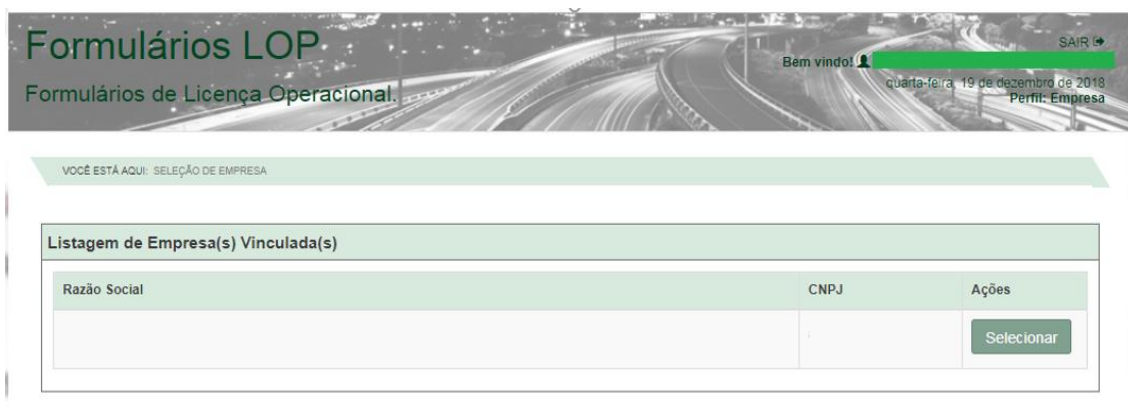 Formulários LOP
SAIR
Bem vindo!
Formulários de Licença Operacional.
quarta-feira, 19 de dezembro de 2018
Perfil: Empresa
VOCÊ ESTÁ AQUI: SELEÇÃO DE EMPRESA
Listagem de Empresa(s) Vinculada(s)
Razão Social CNPJ Ações
Selecionar